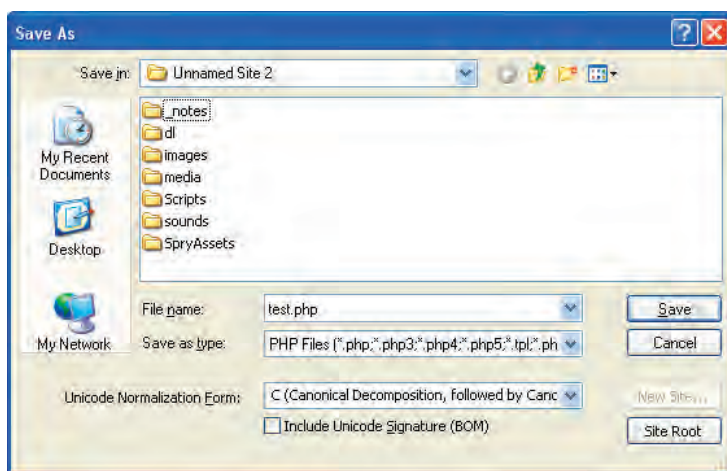 Save As
Save in: Unnamed Site 2
_notes
dl
images
media
Scripts
sounds
SpryAssets
My Recent
Documents
Desktop
My Network
File name: test.php Save
Save as type: PHP Files (*.php;*.php3;*.php4;*.php5;*.tpl;*.ph Cancel
Unicode Normalization Form: C (Canonical Decomposition, followed by Canc New Site...
Include Unicode Signature (BOM) Site Root